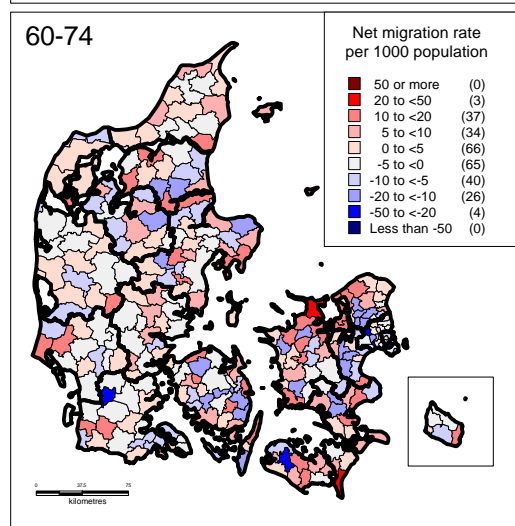 60-74
Net migration rate
per 1000 population
50 or more (0)
20 to <50 (3)
10 to <20 (37)
5 to <10 (34)
0 to <5 (66)
-5 to <0 (65)
-10 to <-5 (40)
-20 to <-10 (26)
-50 to <-20 (4)
Less than -50 (0)
0 37.5 75
kilometres